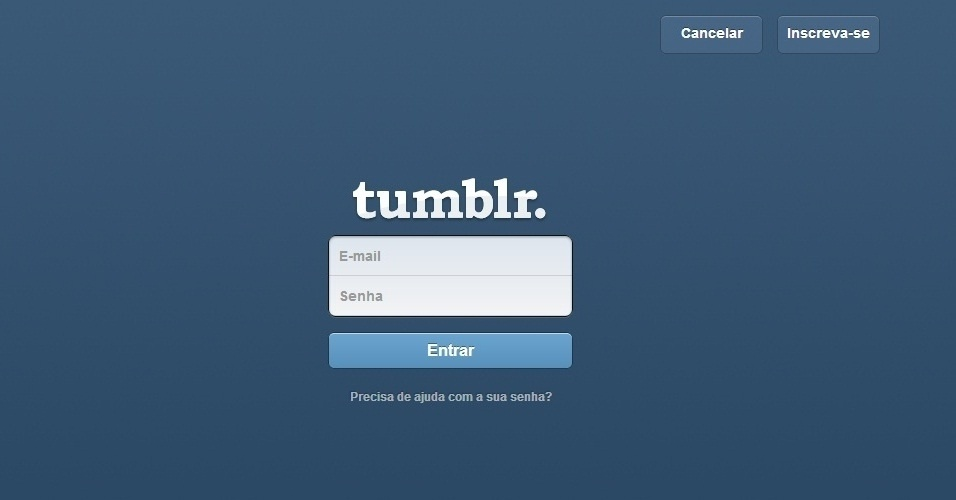 Cancelar Inscreva-se
tumblr.
E-mail
Senha
Entrar
Precisa de ajuda com a sua senha?